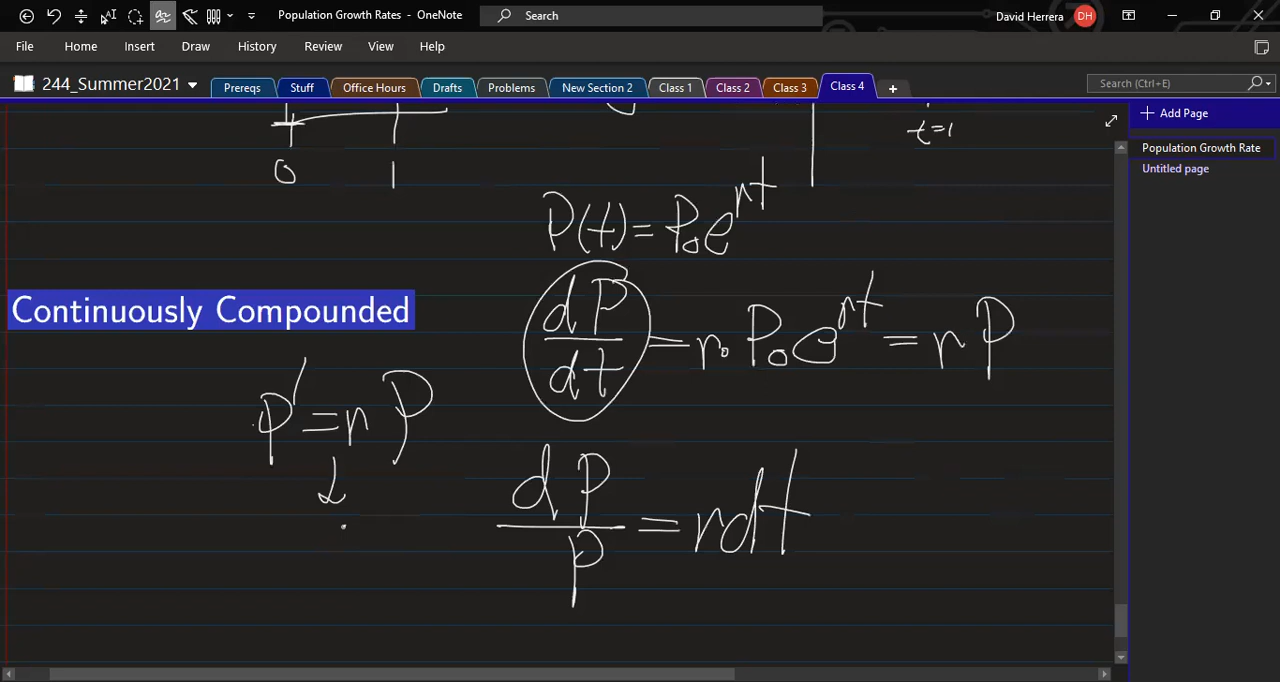 Population Growth Rates - OneNote
Search
David Herrera DH
File Home Insert Draw History Review View Help
244_Summer2021 Prereqs Stuff Office Hours Drafts Problems New Section 2 Class 1 Class 2 Class 3 Class 4 Search (Ctrl+E)
Add Page
Population Growth Rate
Untitled page
t=1
0 1
P(t) = P₀e^rt
Continuously Compounded
dP/dt = r·P₀e^rt = rP
P' = rP
dP/P = rdt